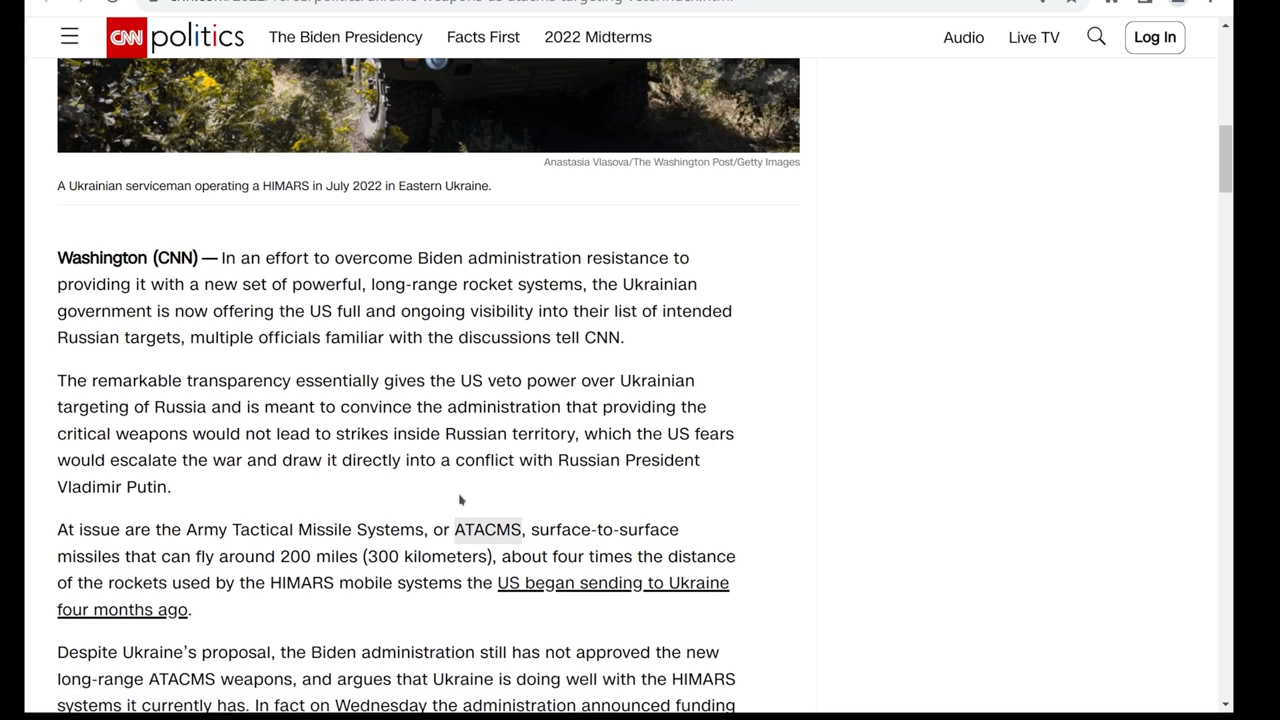 CNN politics The Biden Presidency Facts First 2022 Midterms Audio Live TV Log In
Anastasia Vlasova/The Washington Post/Getty Images
A Ukrainian serviceman operating a HIMARS in July 2022 in Eastern Ukraine.
Washington (CNN) — In an effort to overcome Biden administration resistance to
providing it with a new set of powerful, long-range rocket systems, the Ukrainian
government is now offering the US full and ongoing visibility into their list of intended
Russian targets, multiple officials familiar with the discussions tell CNN.
The remarkable transparency essentially gives the US veto power over Ukrainian
targeting of Russia and is meant to convince the administration that providing the
critical weapons would not lead to strikes inside Russian territory, which the US fears
would escalate the war and draw it directly into a conflict with Russian President
Vladimir Putin.
At issue are the Army Tactical Missile Systems, or ATACMS, surface-to-surface
missiles that can fly around 200 miles (300 kilometers), about four times the distance
of the rockets used by the HIMARS mobile systems the US began sending to Ukraine
four months ago.
Despite Ukraine's proposal, the Biden administration still has not approved the new
long-range ATACMS weapons, and argues that Ukraine is doing well with the HIMARS
systems it currently has. In fact on Wednesday the administration announced funding